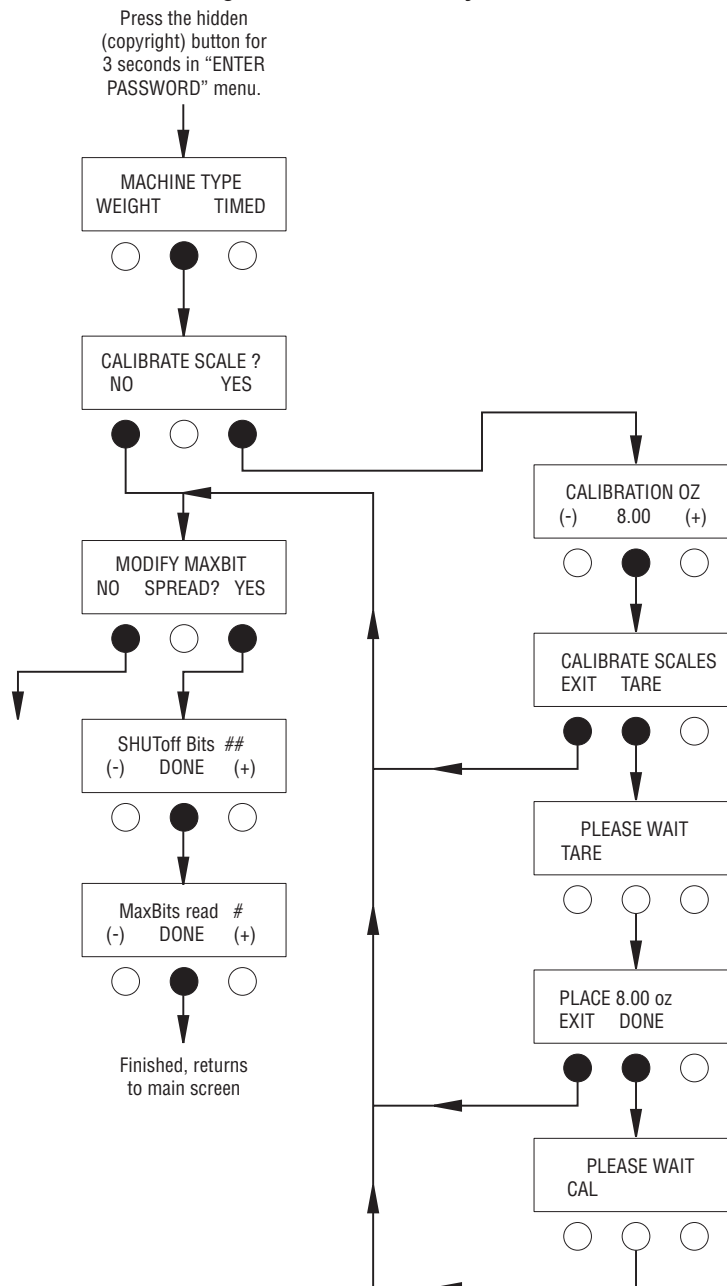 Press the hidden
(copyright) button for
3 seconds in “ENTER
PASSWORD” menu.
MACHINE TYPE
WEIGHT TIMED
CALIBRATE SCALE ?
NO YES
MODIFY MAXBIT
NO SPREAD? YES
SHUToff Bits ##
(-) DONE (+)
MaxBits read #
(-) DONE (+)
Finished, returns
to main screen
CALIBRATION OZ
(-) 8.00 (+)
CALIBRATE SCALES
EXIT TARE
PLEASE WAIT
TARE
PLACE 8.00 oz
EXIT DONE
PLEASE WAIT
CAL